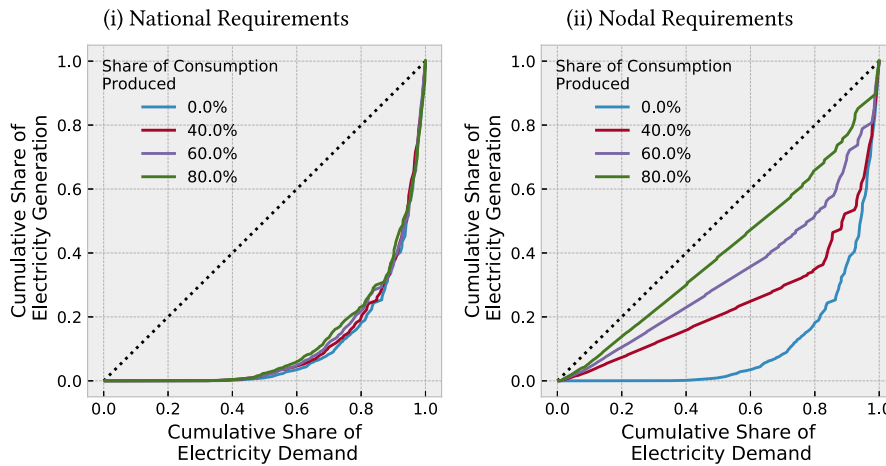 (i) National Requirements
Share of Consumption
Produced
0.0%
40.0%
60.0%
80.0%
1.0
0.8
0.6
0.4
0.2
0.0
0.0 0.2 0.4 0.6 0.8 1.0
Cumulative Share of
Electricity Generation
Cumulative Share of
Electricity Demand
(ii) Nodal Requirements
Share of Consumption
Produced
0.0%
40.0%
60.0%
80.0%
1.0
0.8
0.6
0.4
0.2
0.0
0.0 0.2 0.4 0.6 0.8 1.0
Cumulative Share of
Electricity Generation
Cumulative Share of
Electricity Demand